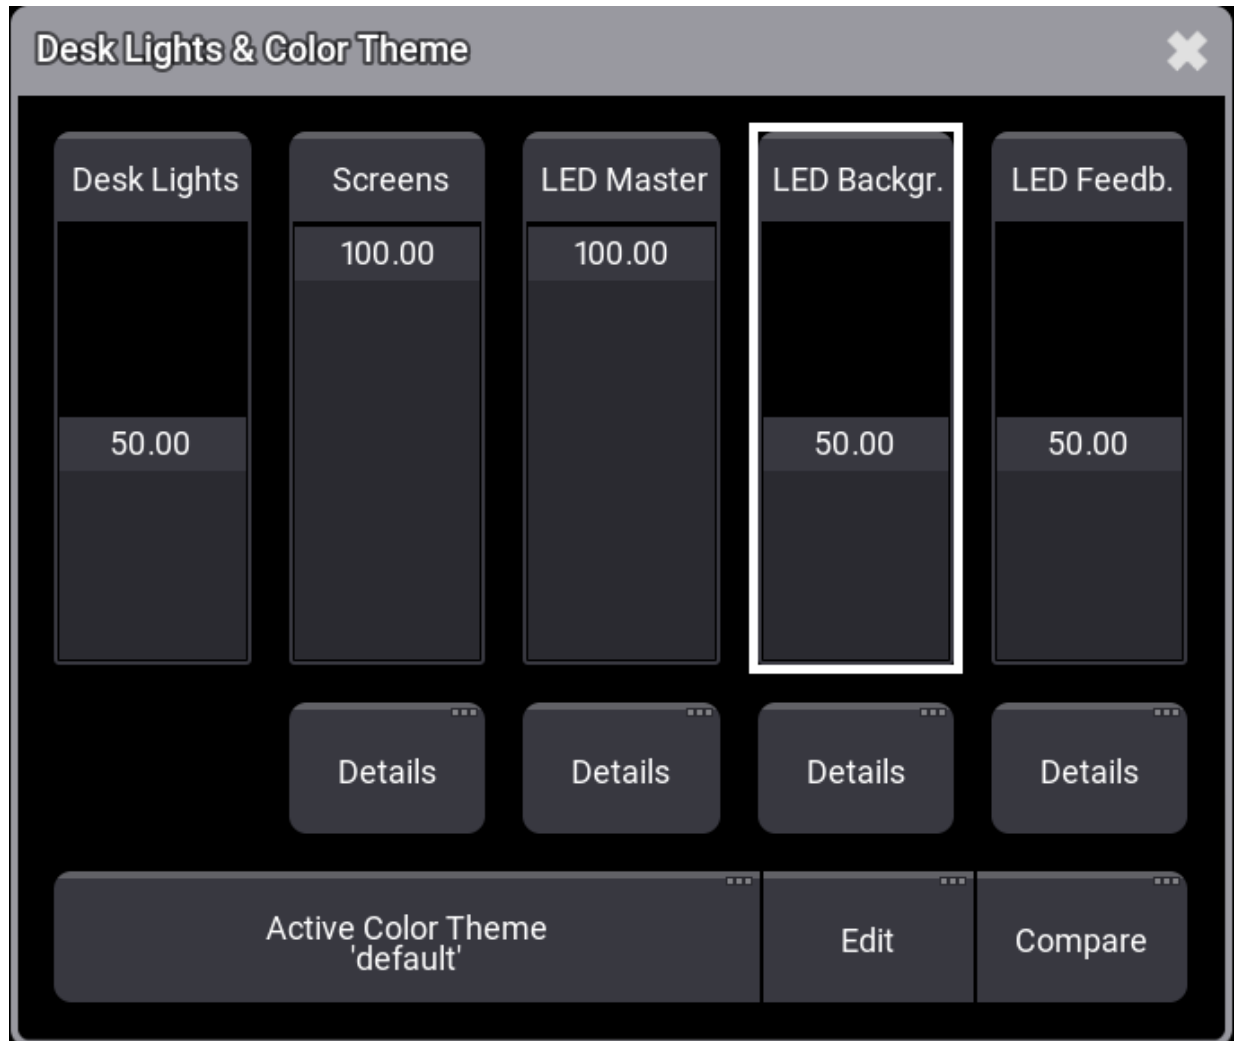 Desk Lights & Color Theme
Desk Lights Screens LED Master LED Backgr. LED Feedb.
100.00 100.00
50.00 50.00 50.00
Details Details Details Details
Active Color Theme
'default'
Edit Compare